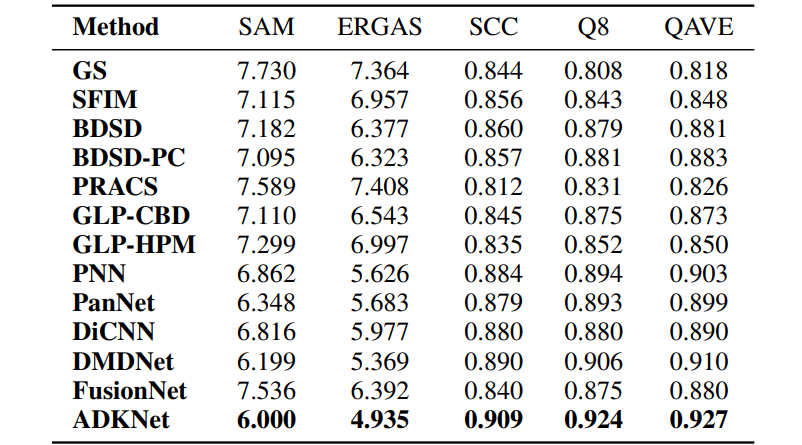 Method SAM ERGAS SCC Q8 QAVE
GS 7.730 7.364 0.844 0.808 0.818
SFIM 7.115 6.957 0.856 0.843 0.848
BDSD 7.182 6.377 0.860 0.879 0.881
BDSD-PC 7.095 6.323 0.857 0.881 0.883
PRACS 7.589 7.408 0.812 0.831 0.826
GLP-CBD 7.110 6.543 0.845 0.875 0.873
GLP-HPM 7.299 6.997 0.835 0.852 0.850
PNN 6.862 5.626 0.884 0.894 0.903
PanNet 6.348 5.683 0.879 0.893 0.899
DiCNN 6.816 5.977 0.880 0.880 0.890
DMDNet 6.199 5.369 0.890 0.906 0.910
FusionNet 7.536 6.392 0.840 0.875 0.880
ADKNet 6.000 4.935 0.909 0.924 0.927